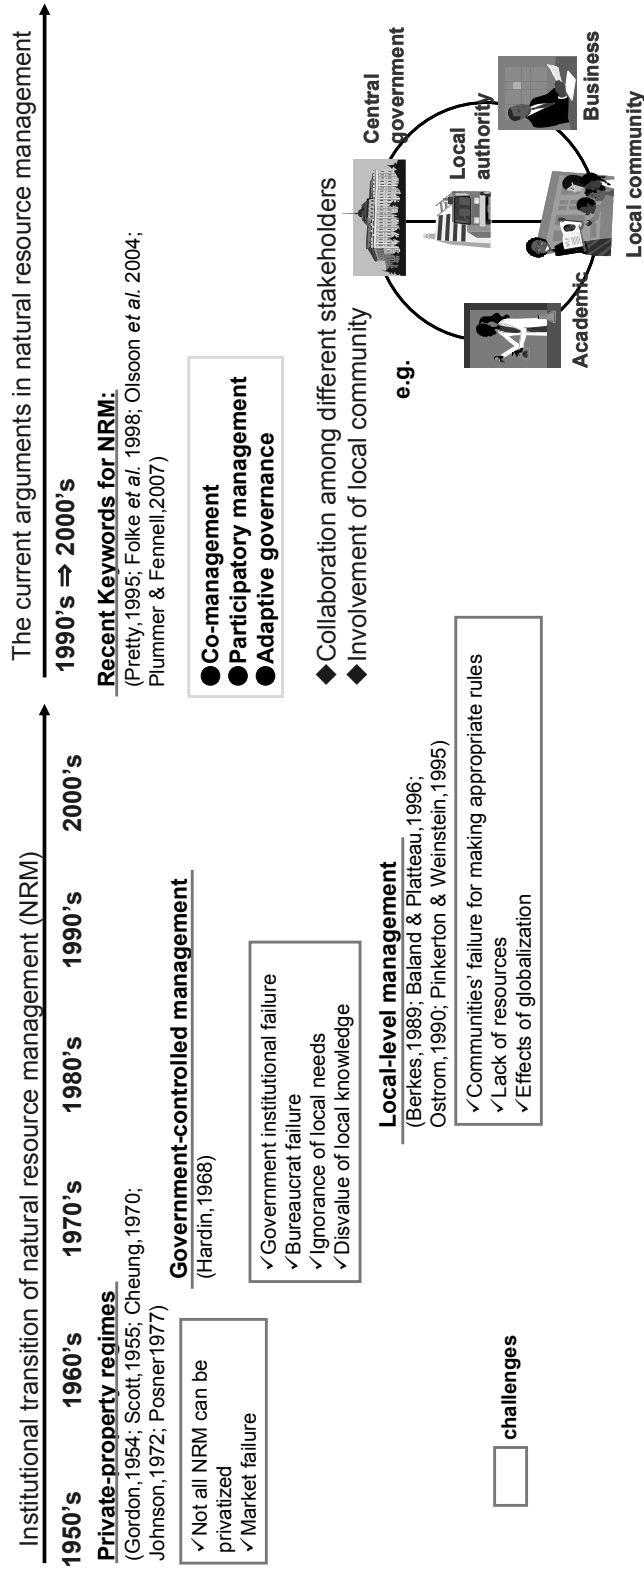 Institutional transition of natural resource management (NRM)
1950’s
1960’s
1970’s
1980’s
1990’s
2000’s
Private-property regimes
(Gordon,1954; Scott,1955; Cheung,1970;
Johnson,1972; Posner1977)
✓Not all NRM can be
privatized
✓Market failure
Government-controlled management
(Hardin,1968)
✓Government institutional failure
✓Bureaucrat failure
✓Ignorance of local needs
✓Disvalue of local knowledge
Local-level management
(Berkes,1989; Baland & Platteau,1996;
Ostrom,1990; Pinkerton & Weinstein,1995)
✓Communities’ failure for making appropriate rules
✓Lack of resources
✓Effects of globalization
challenges
The current arguments in natural resource management
1990’s ⇒ 2000’s
Recent Keywords for NRM:
(Pretty,1995; Folke et al. 1998; Olsoon et al. 2004;
Plummer & Fennell,2007)
●Co-management
●Participatory management
●Adaptive governance
◆Collaboration among different stakeholders
◆Involvement of local community
e.g.
Central
government
Local
authority
Academic
Business
Local community